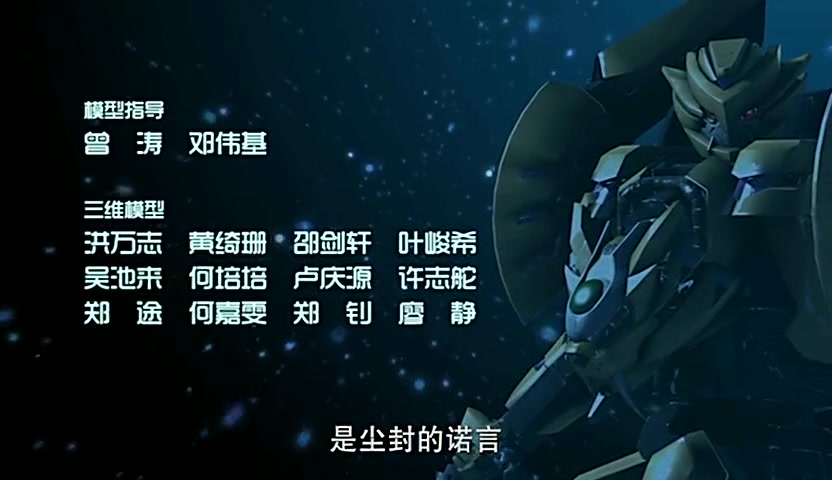 模型指导
曾 涛 邓伟基
三维模型
洪万志 黄绮珊 邵剑轩 叶峻希
吴池来 何培培 卢庆源 许志舵
郑 途 何嘉雯 郑 钊 廖 静
是尘封的诺言